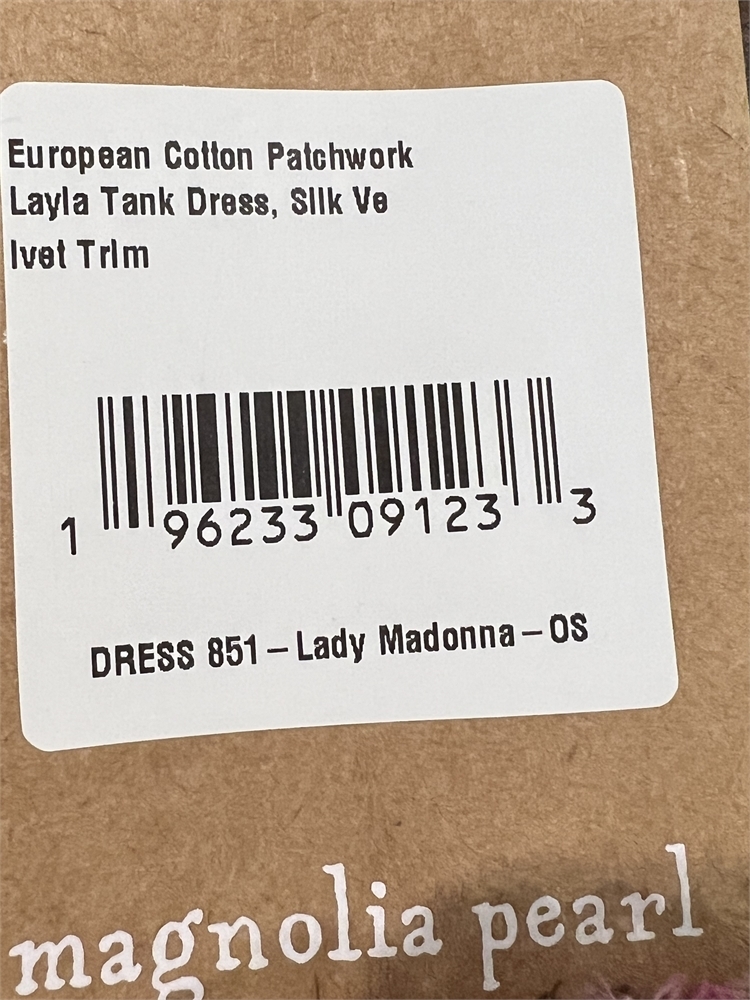 European Cotton Patchwork
Layla Tank Dress, Silk Ve
lvet Trim
1 96233 09123 3
DRESS 851-Lady Madonna-OS
magnolia pearl